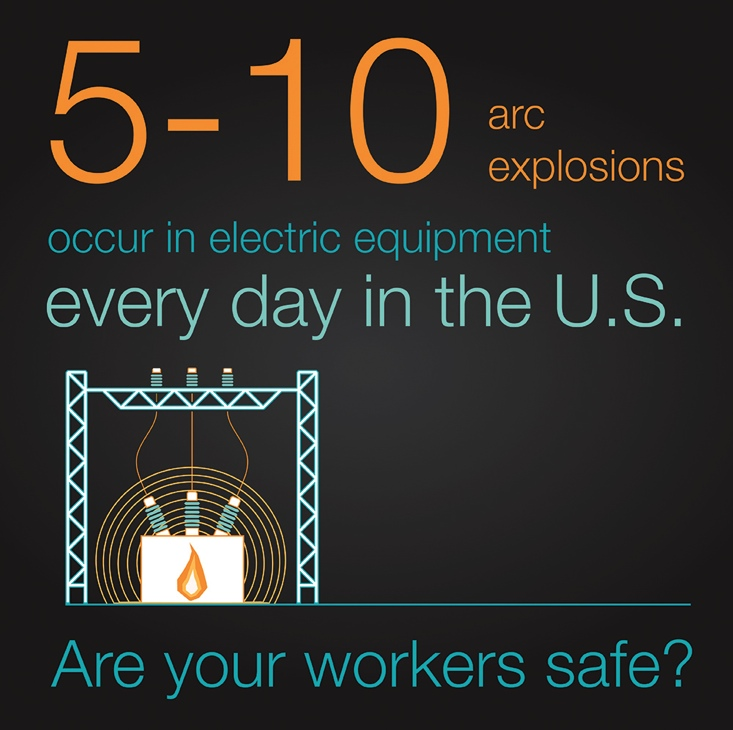 5-10 arc
explosions
occur in electric equipment
every day in the U.S.
Are your workers safe?